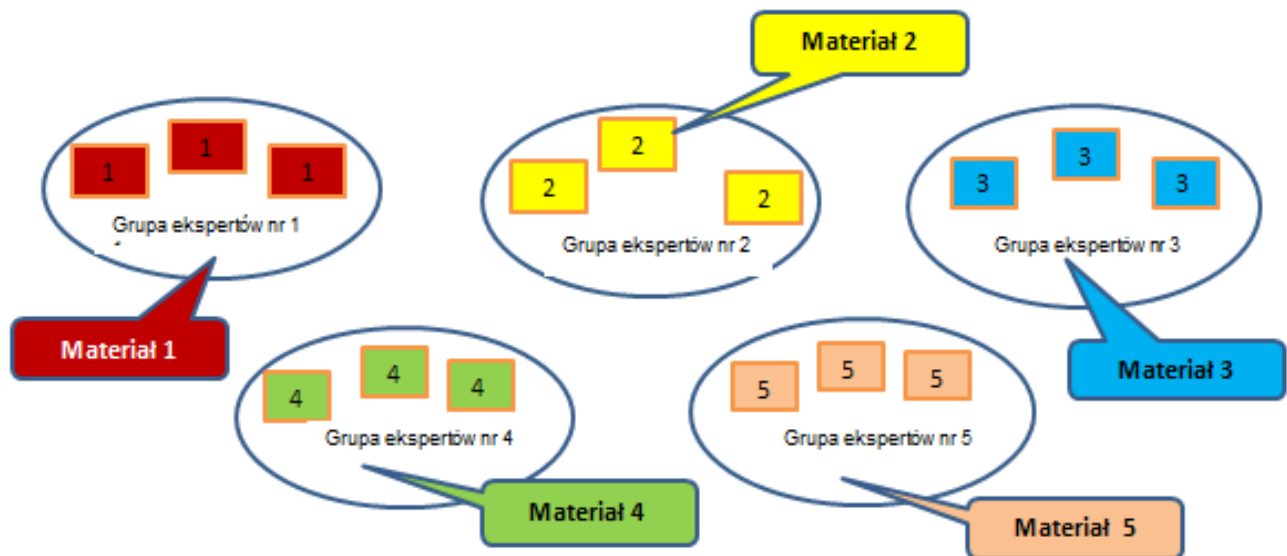 Materiał 2
1
1
1
Grupa ekspertów nr 1
2
2
2
Grupa ekspertów nr 2
3
3
3
Grupa ekspertów nr 3
Materiał 1
Materiał 3
4
4
4
Grupa ekspertów nr 4
5
5
5
Grupa ekspertów nr 5
Materiał 4
Materiał 5